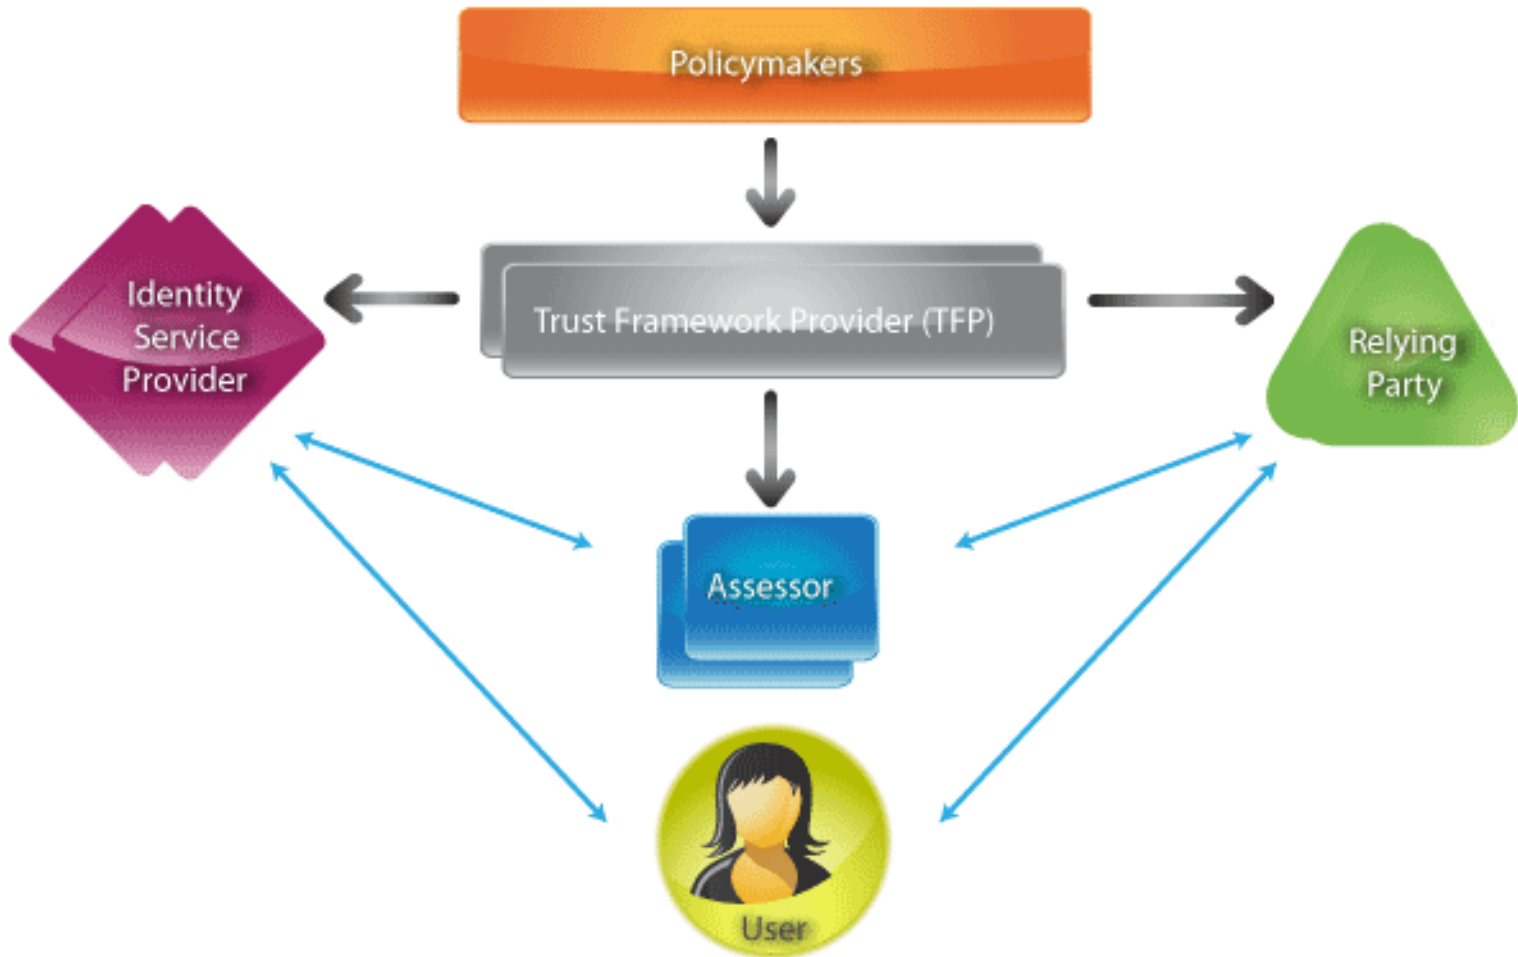 Policymakers
Trust Framework Provider (TFP)
Identity
Service
Provider
Relying
Party
Assessor
User